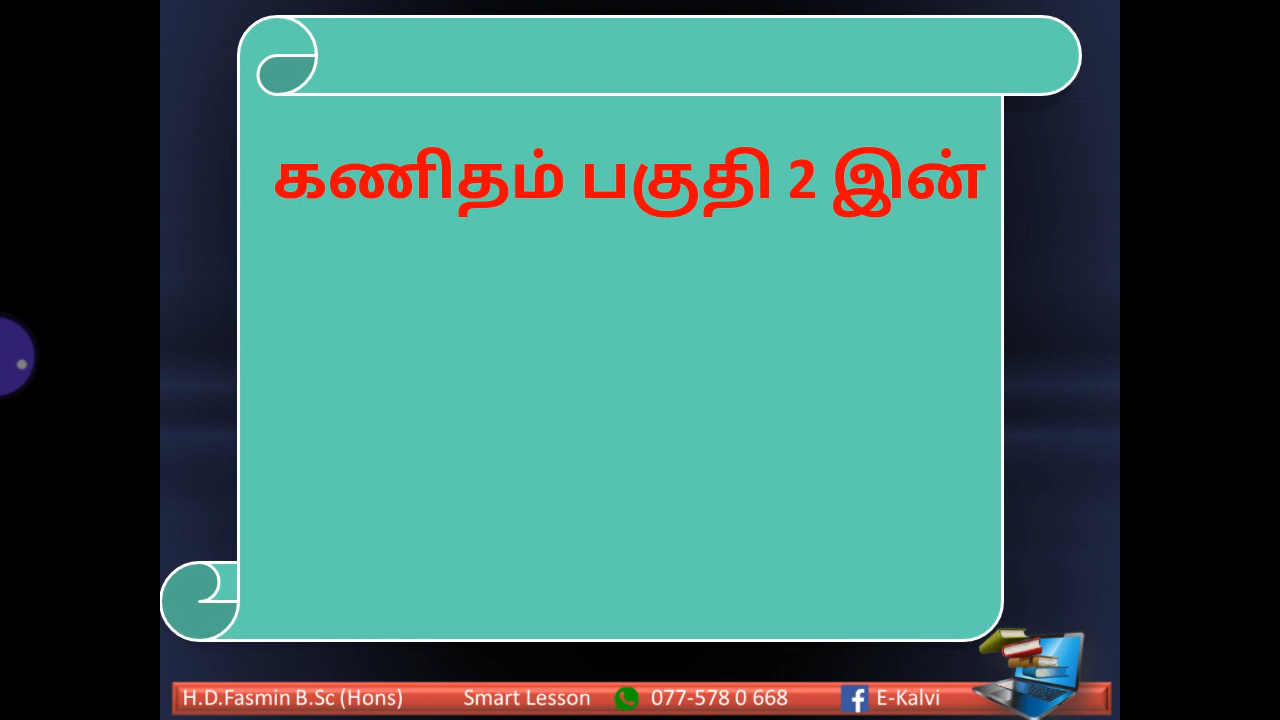 கணிதம் பகுதி 2 இன்
H.D.Fasmin B.Sc (Hons) Smart Lesson 077-578 0 668 E-Kalvi